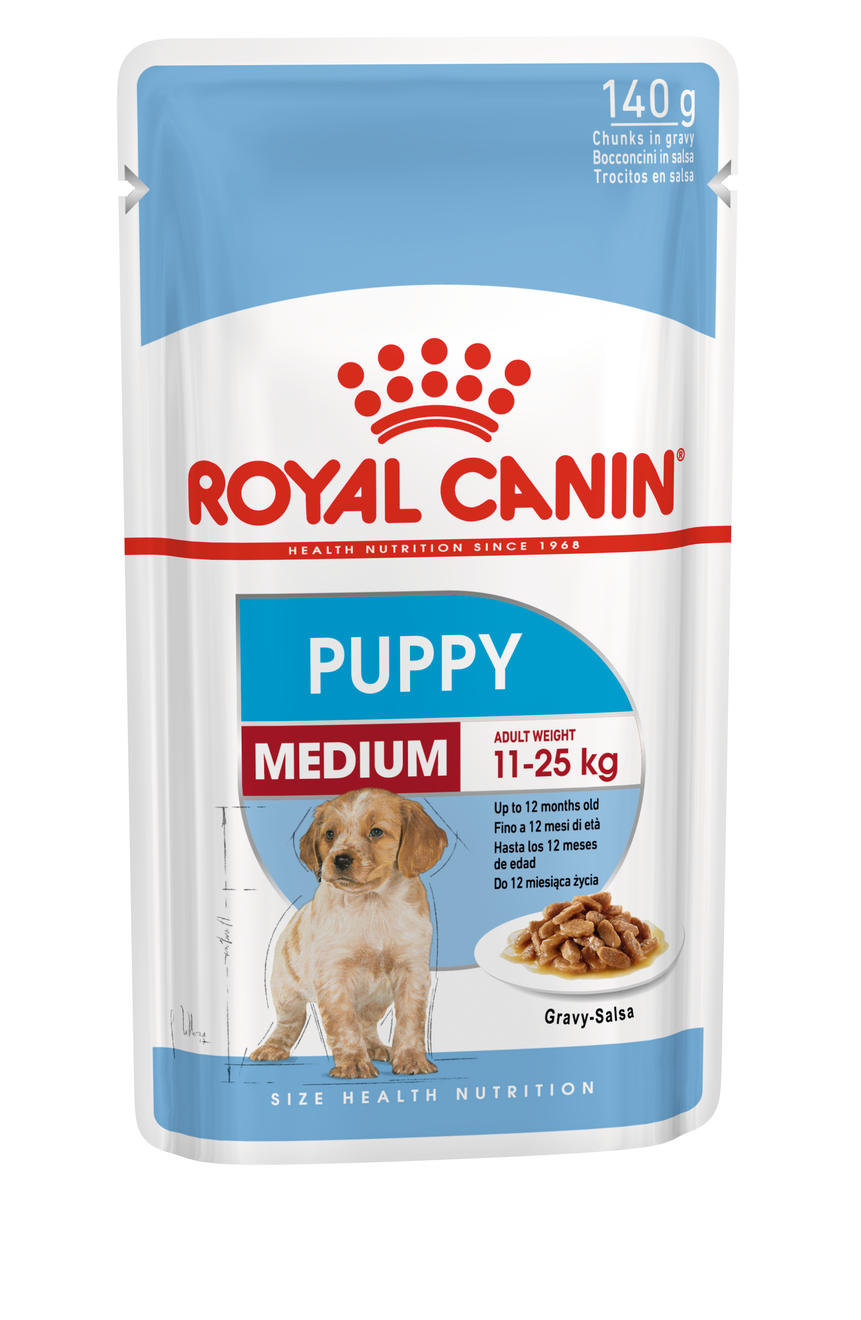 140 g
Chunks in gravy
Bocconcini in salsa
Trocitos en salsa
ROYAL CANIN®
HEALTH NUTRITION SINCE 1968
PUPPY
MEDIUM
ADULT WEIGHT
11-25 kg
Up to 12 months old
Fino a 12 mesi di età
Hasta los 12 meses
de edad
Do 12 miesiąca życia
Gravy-Salsa
SIZE HEALTH NUTRITION